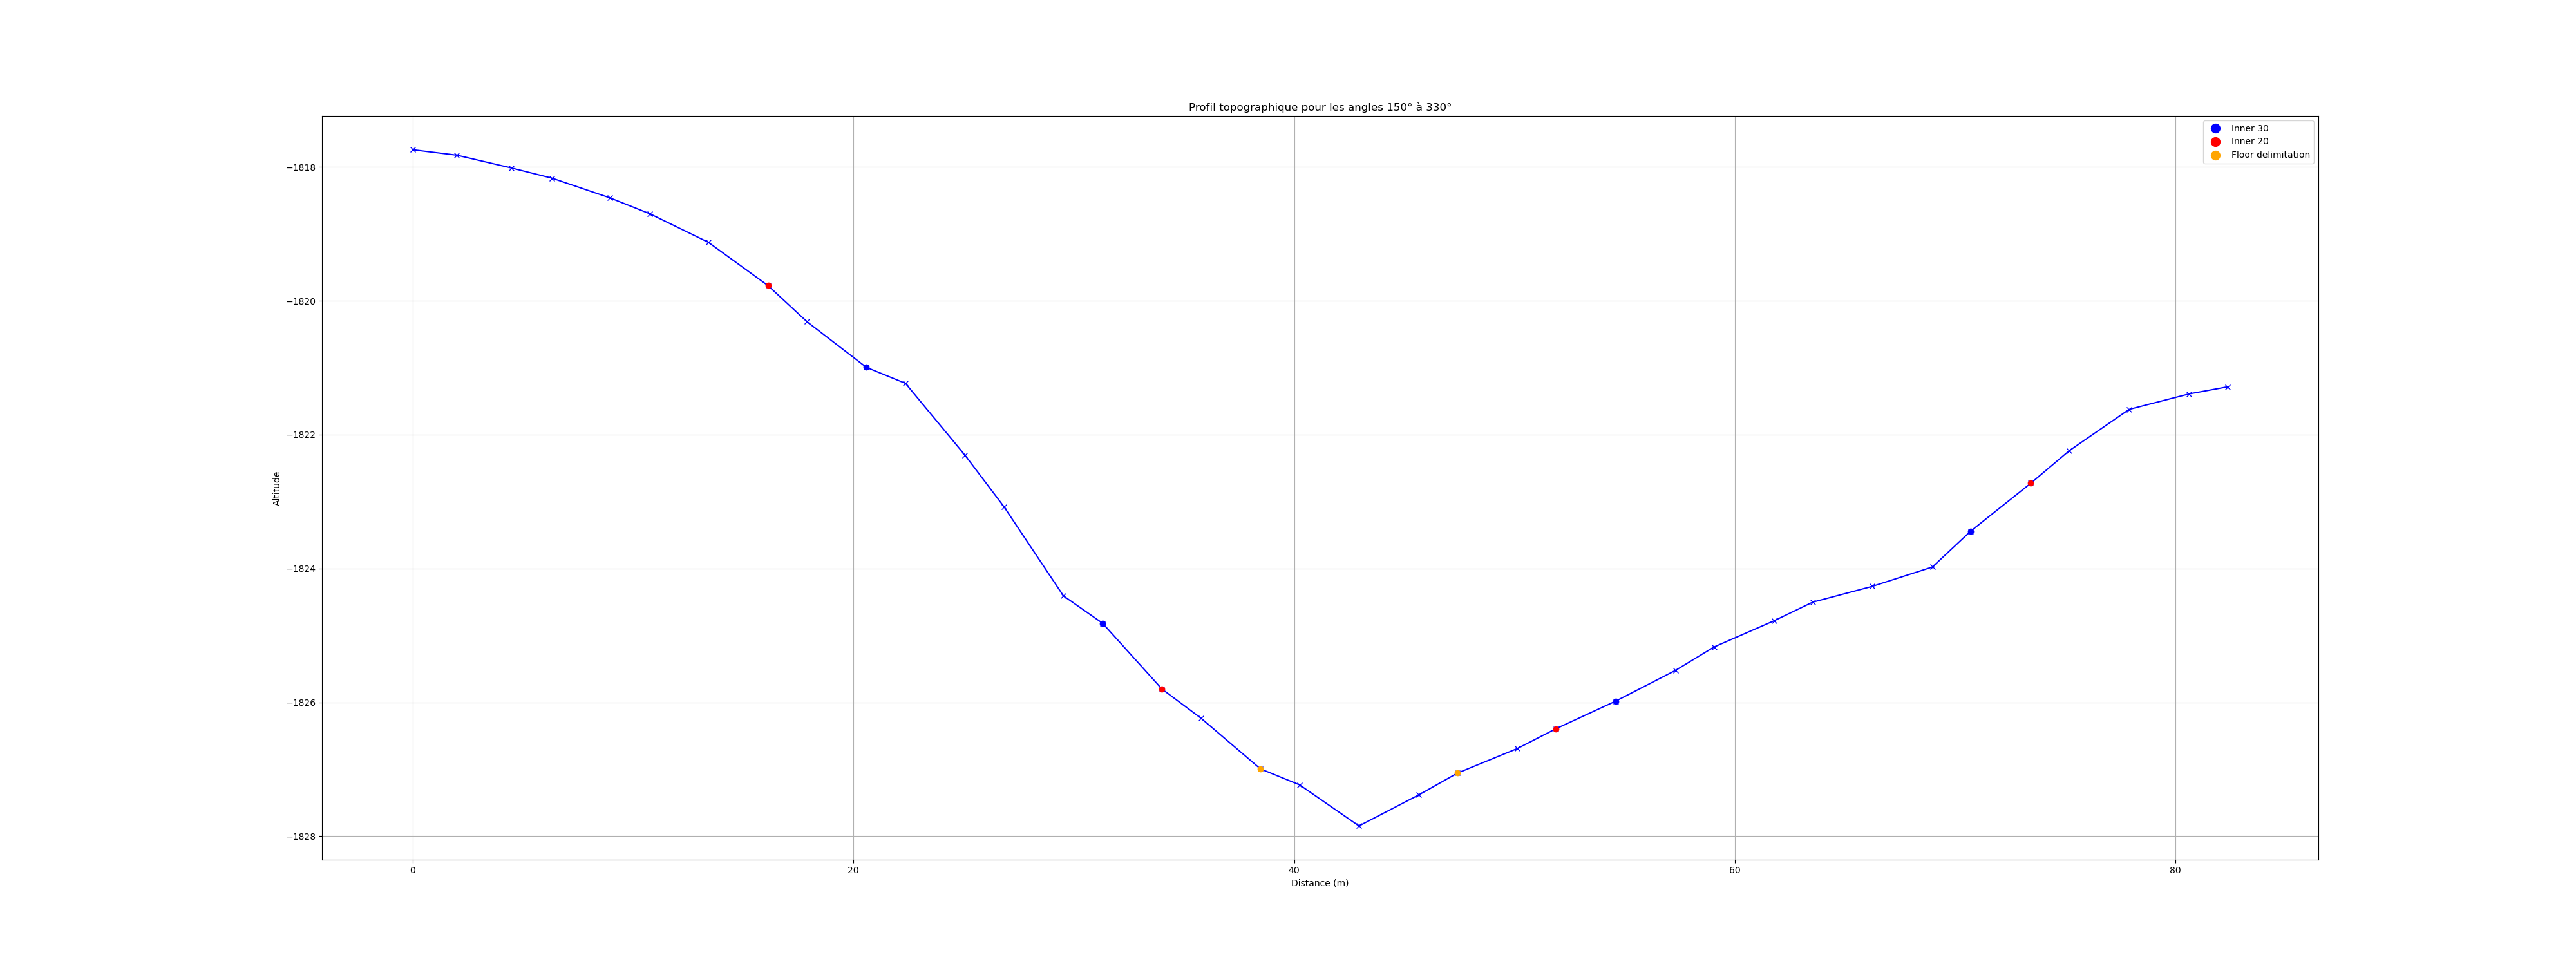 Profil topographique pour les angles 150° à 330°
Inner 30
Inner 20
Floor delimitation
−1818
−1820
−1822
−1824
−1826
−1828
Altitude
0
20
40
60
80
Distance (m)